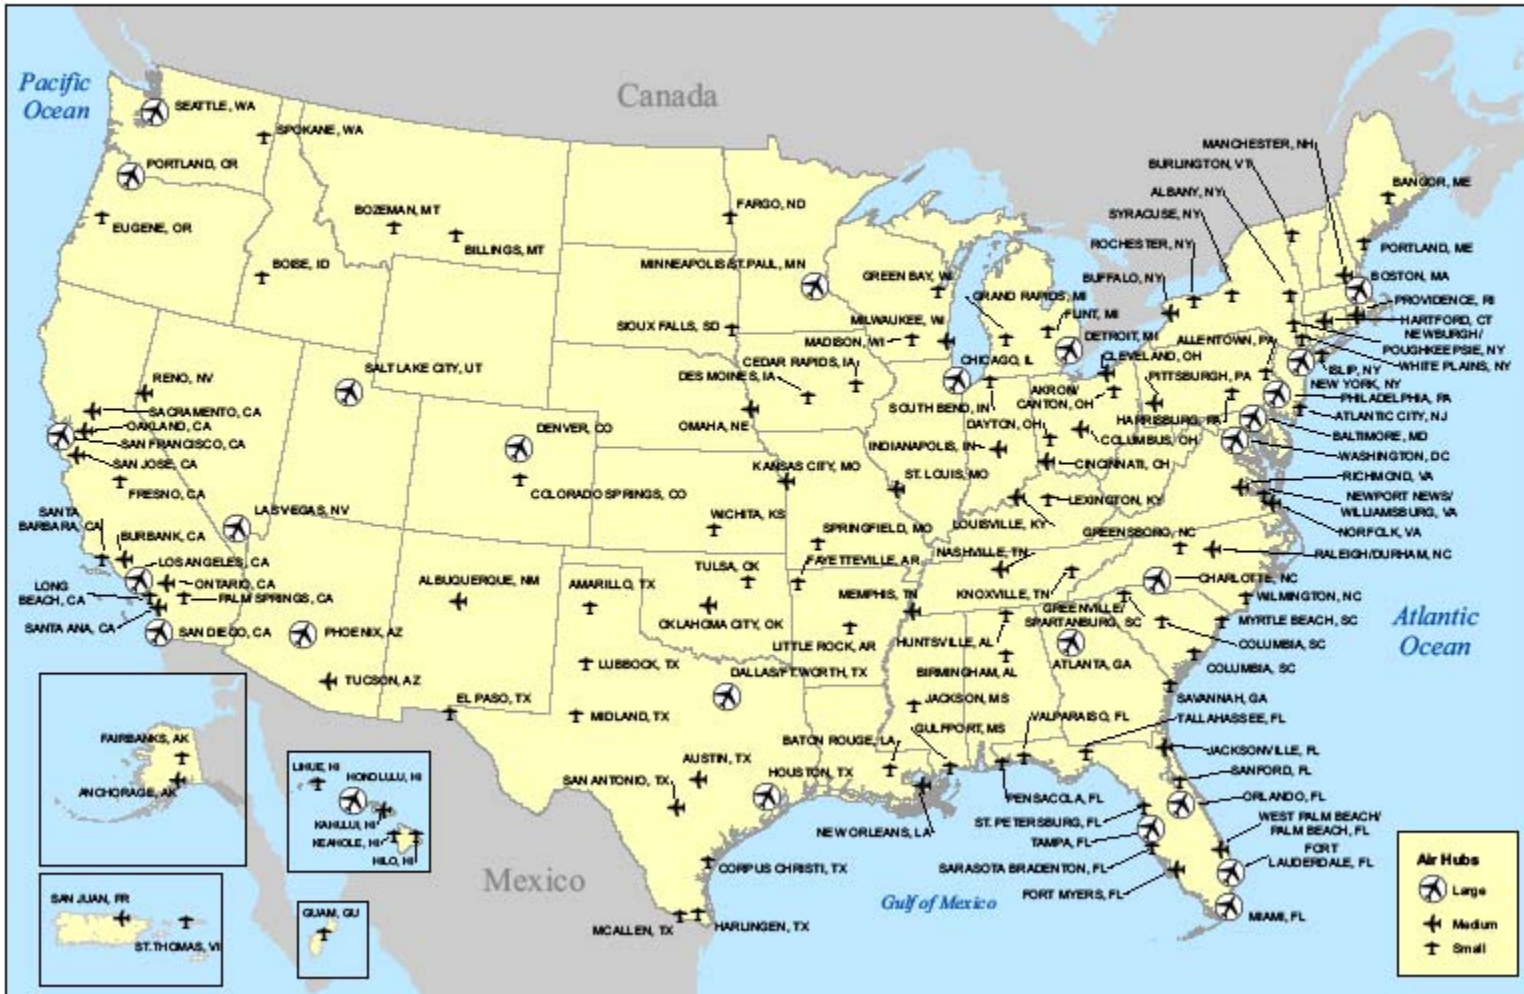 Pacific
Ocean
Canada
SEATTLE, WA
SPOKANE, WA
PORTLAND, OR
EUGENE, OR
BOZEMAN, MT
BILLINGS, MT
BOISE, ID
FARGO, ND
MINNEAPOLIS/ST.PAUL, MN
GREEN BAY, WI
GRAND RAPIDS, MI
FLINT, MI
DETROIT, MI
SIOUX FALLS, SD
MILWAUKEE, WI
MADISON, WI
CHICAGO, IL
CEDAR RAPIDS, IA
DES MOINES, IA
MANCHESTER, NH
BURLINGTON, VT
ALBANY, NY
SYRACUSE, NY
ROCHESTER, NY
BUFFALO, NY
BANGOR, ME
PORTLAND, ME
BOSTON, MA
PROVIDENCE, RI
HARTFORD, CT
NEWBURGH/
POUGHKEEPSIE, NY
WHITE PLAINS, NY
ISLIP, NY
NEW YORK, NY
PHILADELPHIA, PA
ATLANTIC CITY, NJ
BALTIMORE, MD
WASHINGTON, DC
RICHMOND, VA
NEWPORT NEWS/
WILLIAMSBURG, VA
NORFOLK, VA
ALLENTOWN, PA
CLEVELAND, OH
PITTSBURGH, PA
AKRON/
CANTON, OH
HARRISBURG, PA
SOUTH BEND, IN
DAYTON, OH
COLUMBUS, OH
INDIANAPOLIS, IN
CINCINNATI, OH
SALT LAKE CITY, UT
RENO, NV
SACRAMENTO, CA
OAKLAND, CA
SAN FRANCISCO, CA
SAN JOSE, CA
FRESNO, CA
DENVER, CO
COLORADO SPRINGS, CO
OMAHA, NE
KANSAS CITY, MO
ST. LOUIS, MO
LEXINGTON, KY
LOUISVILLE, KY
SANTA
BARBARA, CA
LAS VEGAS, NV
BURBANK, CA
LOS ANGELES, CA
ONTARIO, CA
LONG
BEACH, CA
PALM SPRINGS, CA
SANTA ANA, CA
SAN DIEGO, CA
PHOENIX, AZ
TUCSON, AZ
ALBUQUERQUE, NM
WICHITA, KS
SPRINGFIELD, MO
FAYETTEVILLE, AR
TULSA, OK
AMARILLO, TX
OKLAHOMA CITY, OK
LITTLE ROCK, AR
MEMPHIS, TN
NASHVILLE, TN
KNOXVILLE, TN
GREENSBORO, NC
RALEIGH/DURHAM, NC
CHARLOTTE, NC
WILMINGTON, NC
GREENVILLE/
SPARTANBURG, SC
MYRTLE BEACH, SC
COLUMBIA, SC
COLUMBIA, SC
HUNTSVILLE, AL
BIRMINGHAM, AL
ATLANTA, GA
SAVANNAH, GA
TALLAHASSEE, FL
Atlantic
Ocean
LUBBOCK, TX
DALLAS/FT.WORTH, TX
EL PASO, TX
MIDLAND, TX
JACKSON, MS
GULFPORT, MS
VALPARAISO, FL
BATON ROUGE, LA
AUSTIN, TX
HOUSTON, TX
SAN ANTONIO, TX
NEW ORLEANS, LA
CORPUS CHRISTI, TX
MCALLEN, TX
HARLINGEN, TX
JACKSONVILLE, FL
SANFORD, FL
ORLANDO, FL
PENSACOLA, FL
ST. PETERSBURG, FL
TAMPA, FL
SARASOTA BRADENTON, FL
FORT MYERS, FL
WEST PALM BEACH/
PALM BEACH, FL
FORT
LAUDERDALE, FL
MIAMI, FL
Gulf of Mexico
Mexico
FAIRBANKS, AK
ANCHORAGE, AK
LIHUE, HI
HONOLULU, HI
KAHULUI, HI
KEAHOLE, HI
HILO, HI
SAN JUAN, PR
ST.THOMAS, VI
GUAM, GU
Air Hubs
Large
Medium
Small